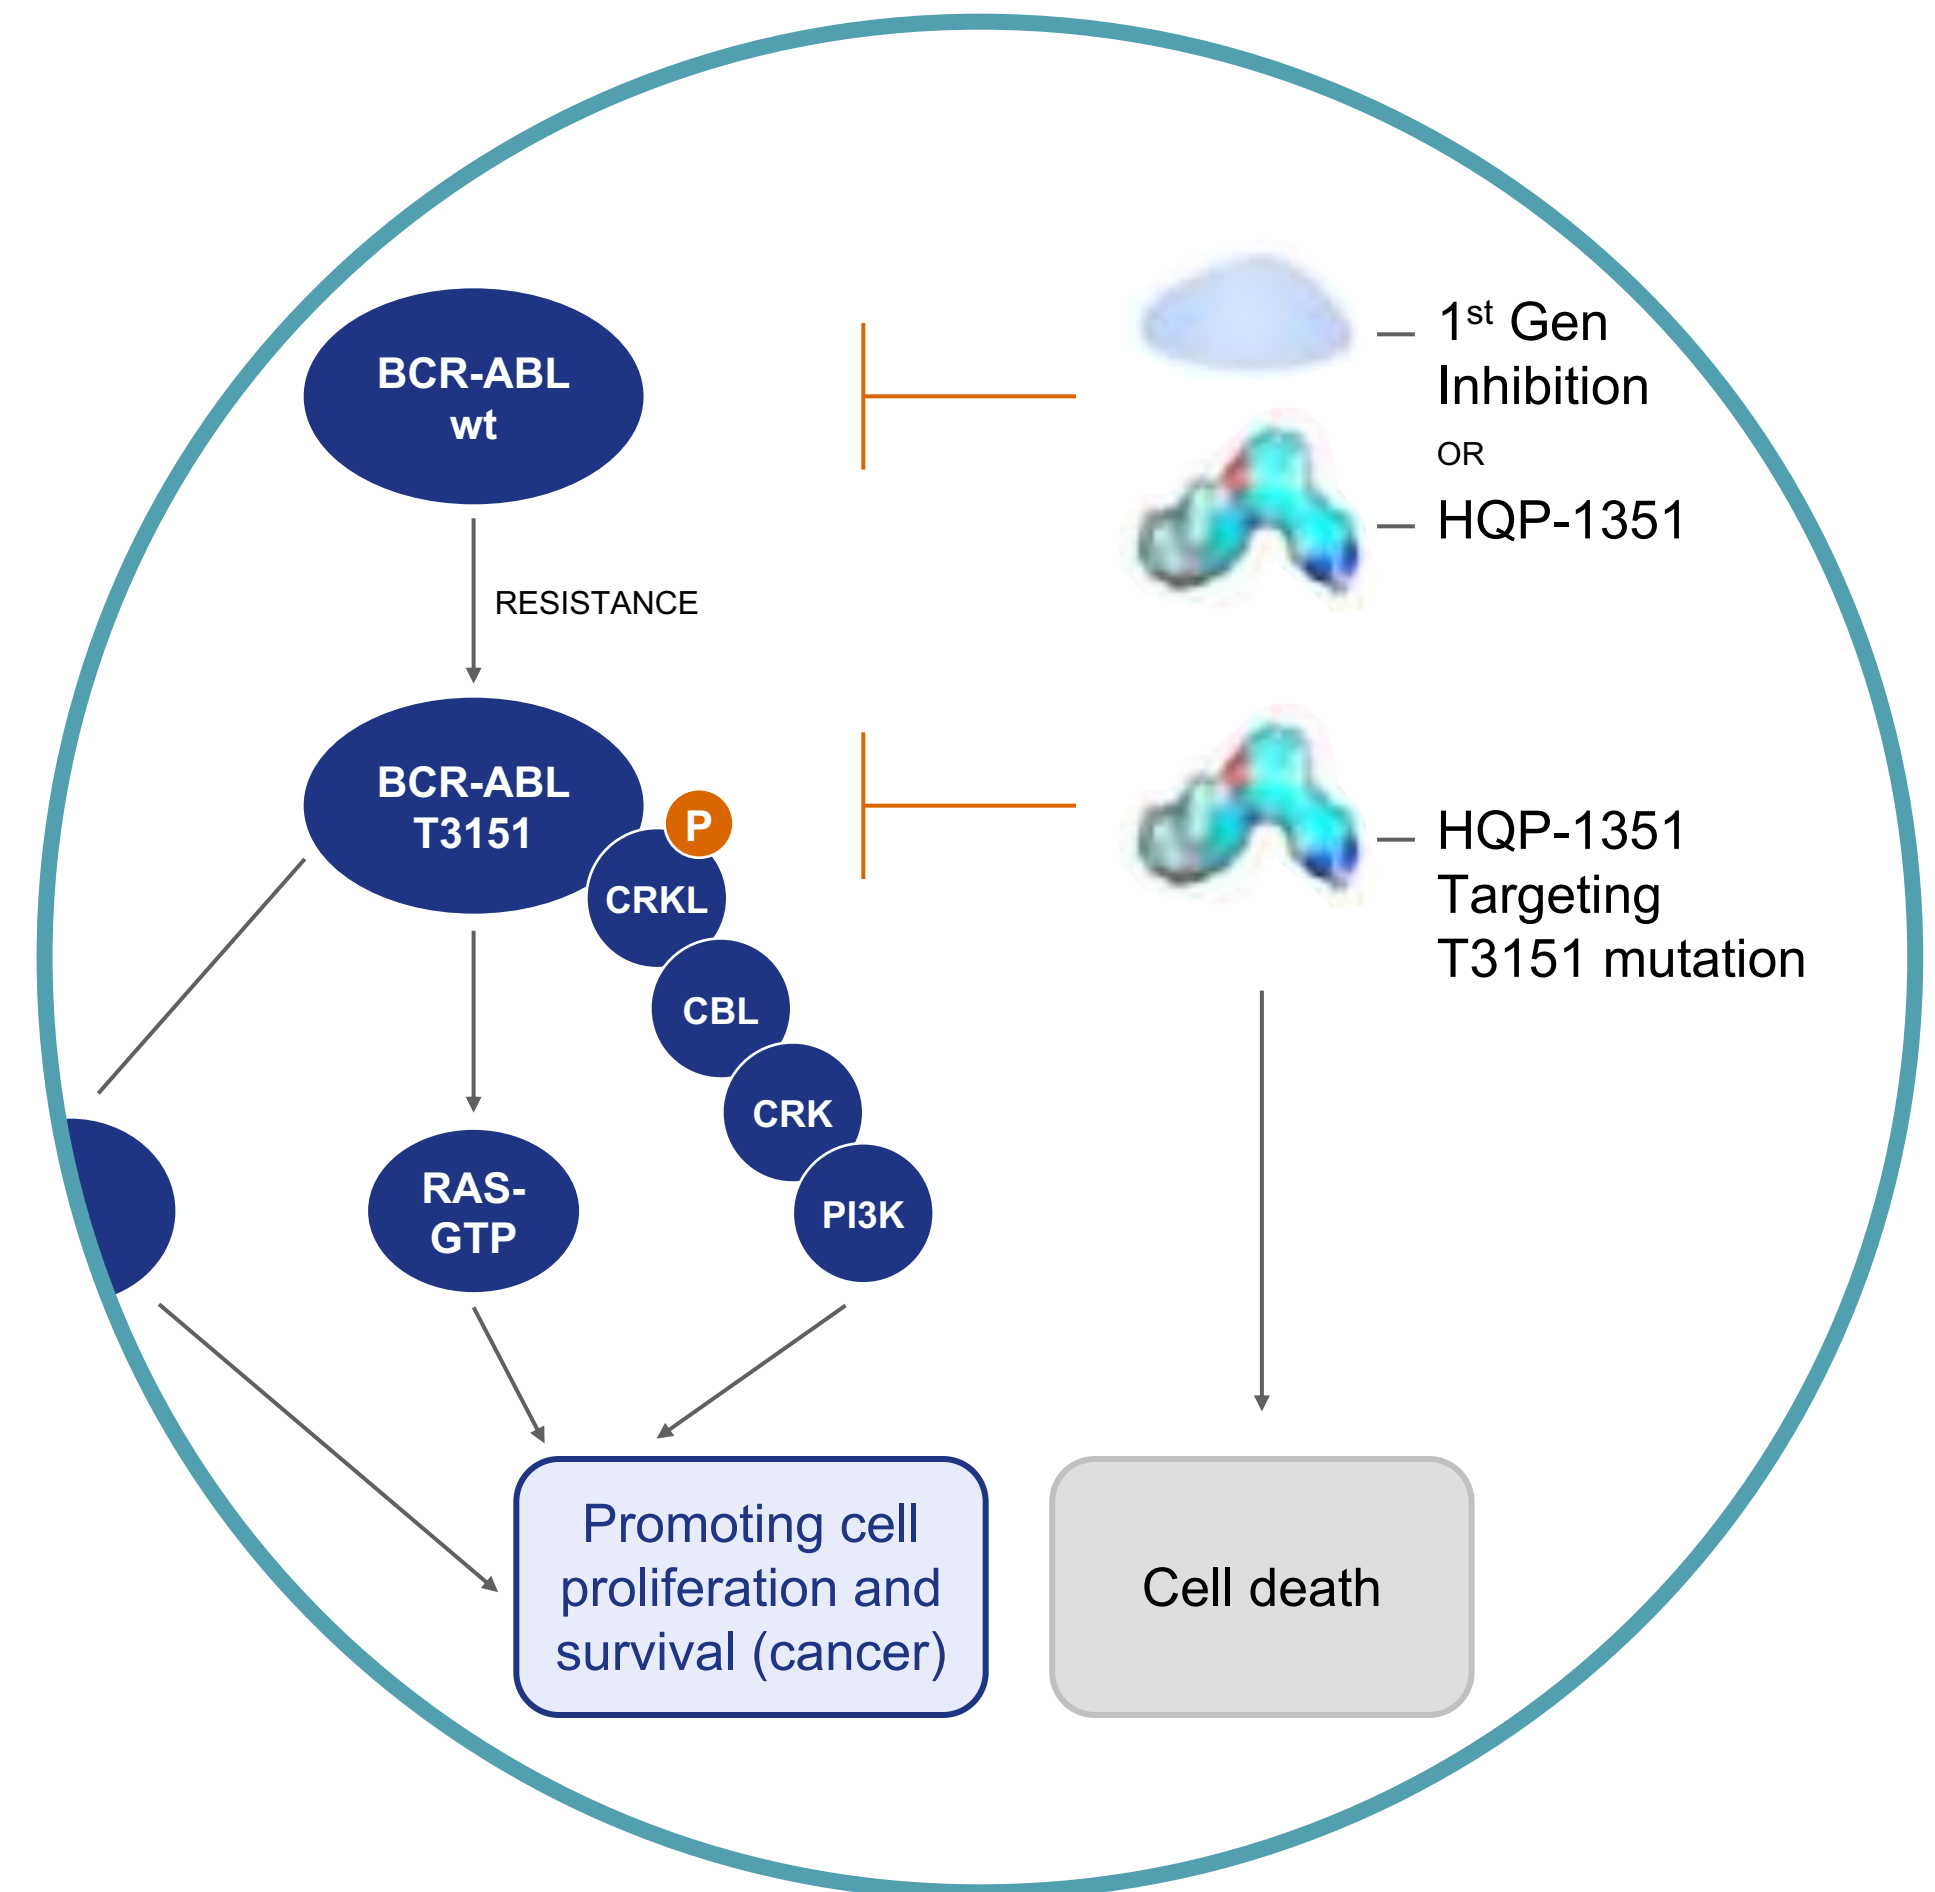 BCR-ABL
wt
1st Gen
Inhibition
OR
HQP-1351
RESISTANCE
BCR-ABL
T3151
P
CRKL
CBL
CRK
PI3K
HQP-1351
Targeting
T3151 mutation
RAS-
GTP
Promoting cell
proliferation and
survival (cancer)
Cell death